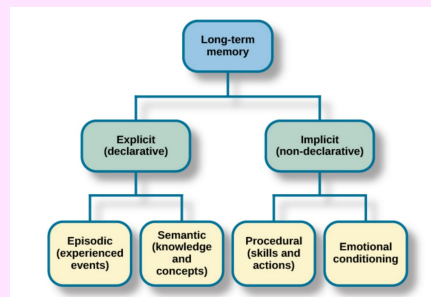 Long-term
memory
Explicit
(declarative)
Implicit
(non-declarative)
Episodic
(experienced
events)
Semantic
(knowledge
and
concepts)
Procedural
(skills and
actions)
Emotional
conditioning